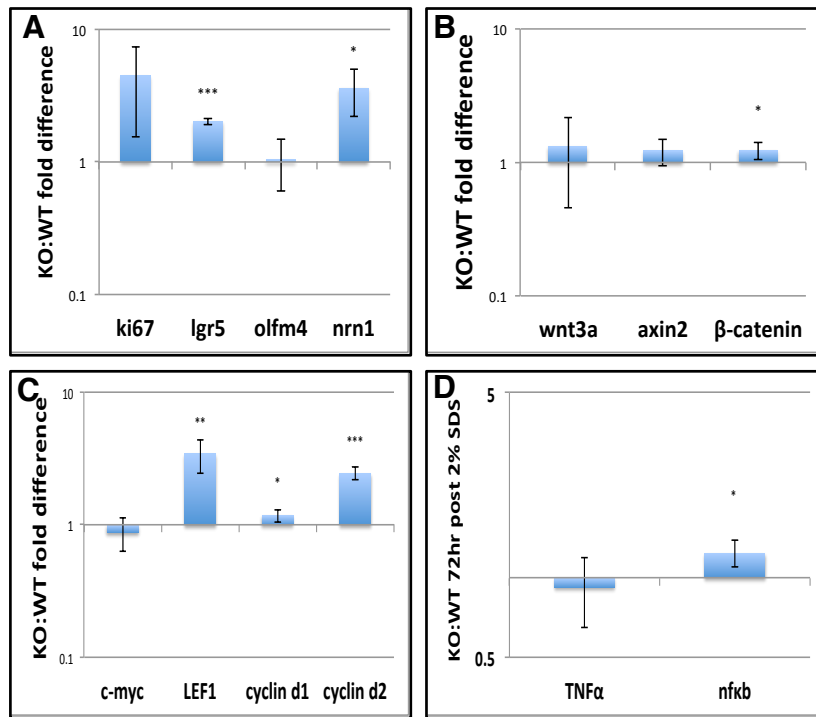 A
KO:WT fold difference
10
1
0.1
*** *
ki67 lgr5 olfm4 nrn1
B
KO:WT fold difference
10
1
0.1
*
wnt3a axin2 β-catenin
C
KO:WT fold difference
10
1
0.1
** * ***
c-myc LEF1 cyclin d1 cyclin d2
D
KO:WT 72hr post 2% SDS
5
0.5
*
TNFα nfκb